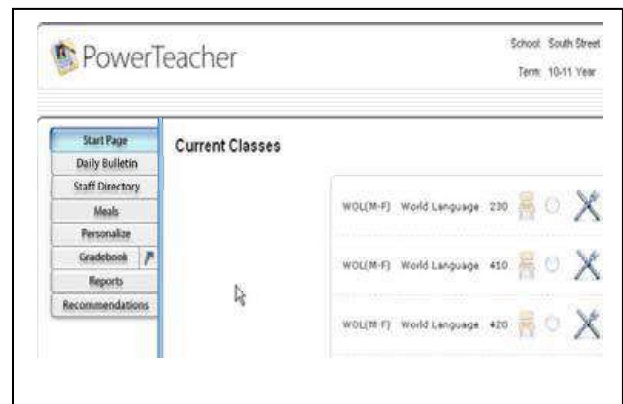 PowerTeacher
School: South Street
Term: 10-11 Year
Start Page
Daily Bulletin
Staff Directory
Meals
Personalize
Gradebook
Reports
Recommendations
Current Classes
WOL(M-F) World Language 230
WOL(M-F) World Language 410
WOL(M-F) World Language 420